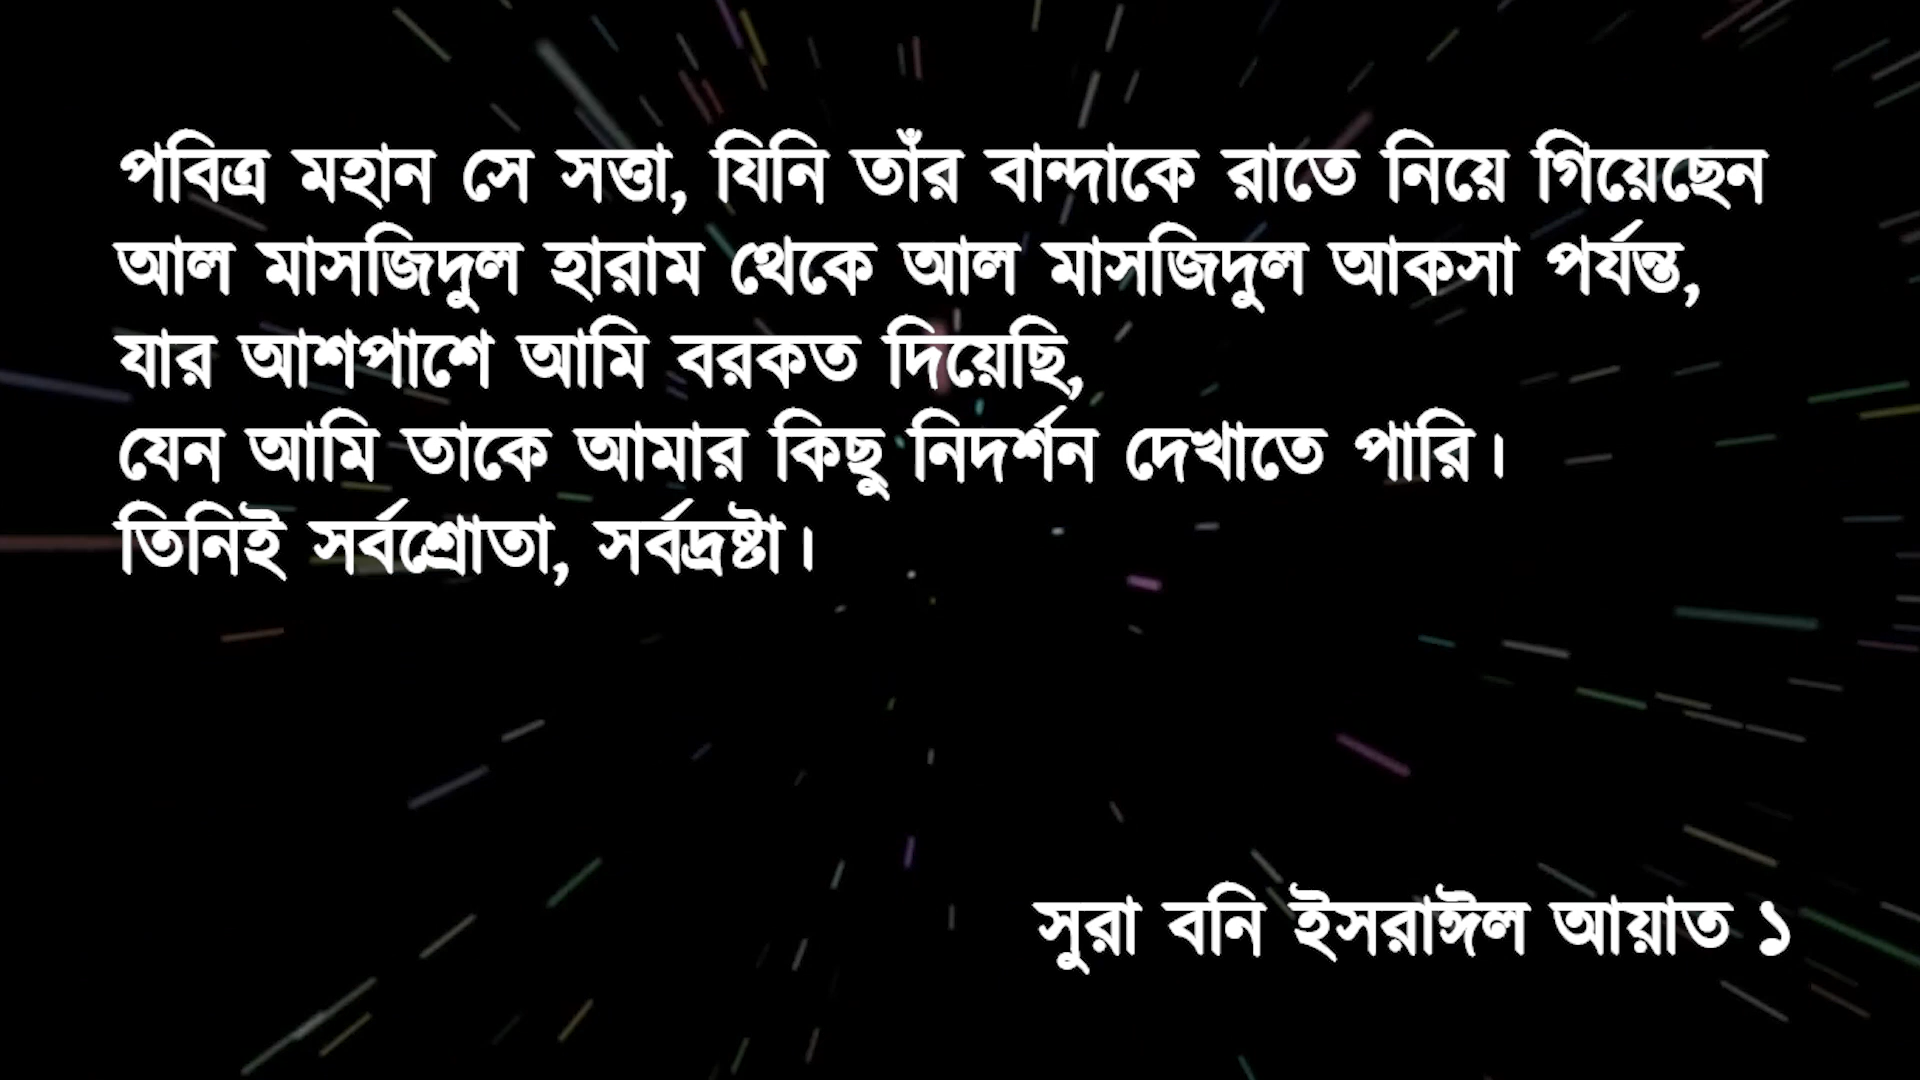 পবিত্র মহান সে সত্তা, যিনি তাঁর বান্দাকে রাতে নিয়ে গিয়েছেন
আল মাসজিদুল হারাম থেকে আল মাসজিদুল আকসা পর্যন্ত,
যার আশপাশে আমি বরকত দিয়েছি,
যেন আমি তাকে আমার কিছু নিদর্শন দেখাতে পারি।
তিনিই সর্বশ্রোতা, সর্বদ্রষ্টা।
সুরা বনি ইসরাঈল আয়াত ১